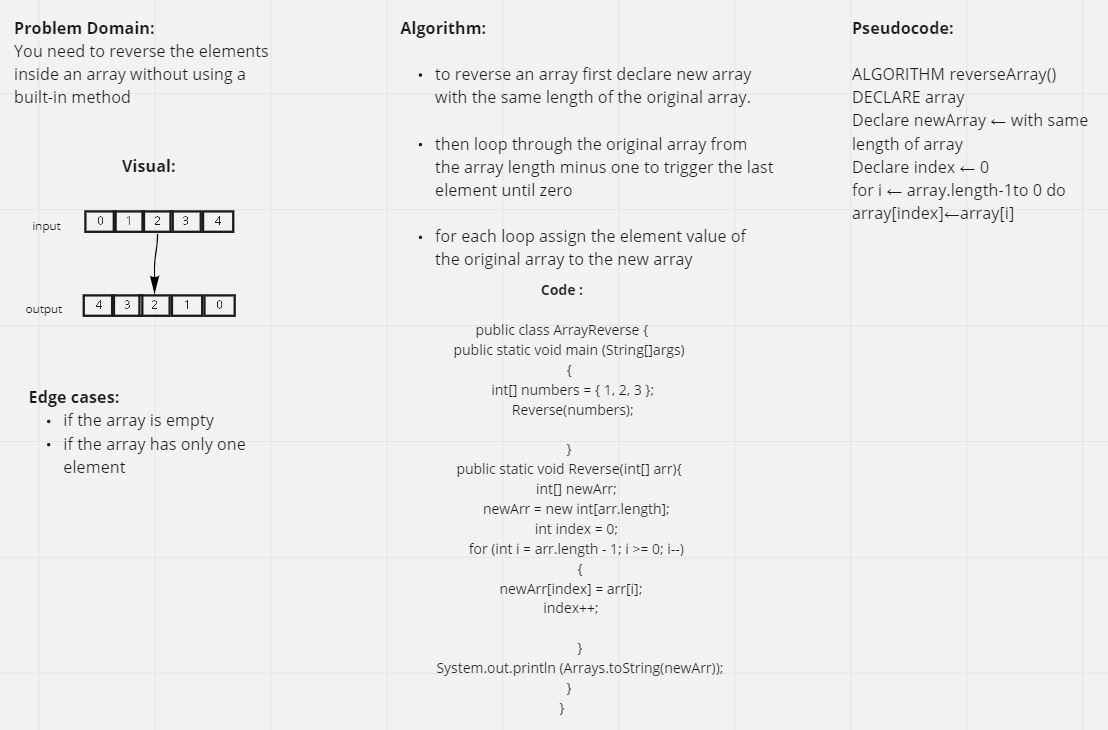 Problem Domain:
You need to reverse the elements
inside an array without using a
built-in method
Visual:
input
0 1 2 3 4
output
4 3 2 1 0
Edge cases:
• if the array is empty
• if the array has only one
element
Algorithm:
• to reverse an array first declare new array
with the same length of the original array.
• then loop through the original array from
the array length minus one to trigger the last
element until zero
• for each loop assign the element value of
the original array to the new array
Code :
public class ArrayReverse {
public static void main (String[]args)
{
int[] numbers = { 1, 2, 3 };
Reverse(numbers);
}
public static void Reverse(int[] arr){
int[] newArr;
newArr = new int[arr.length];
int index = 0;
for (int i = arr.length - 1; i >= 0; i--)
{
newArr[index] = arr[i];
index++;
}
System.out.println (Arrays.toString(newArr));
}
}
Pseudocode:
ALGORITHM reverseArray()
DECLARE array
Declare newArray ← with same
length of array
Declare index ← 0
for i ← array.length-1to 0 do
array[index]←array[i]